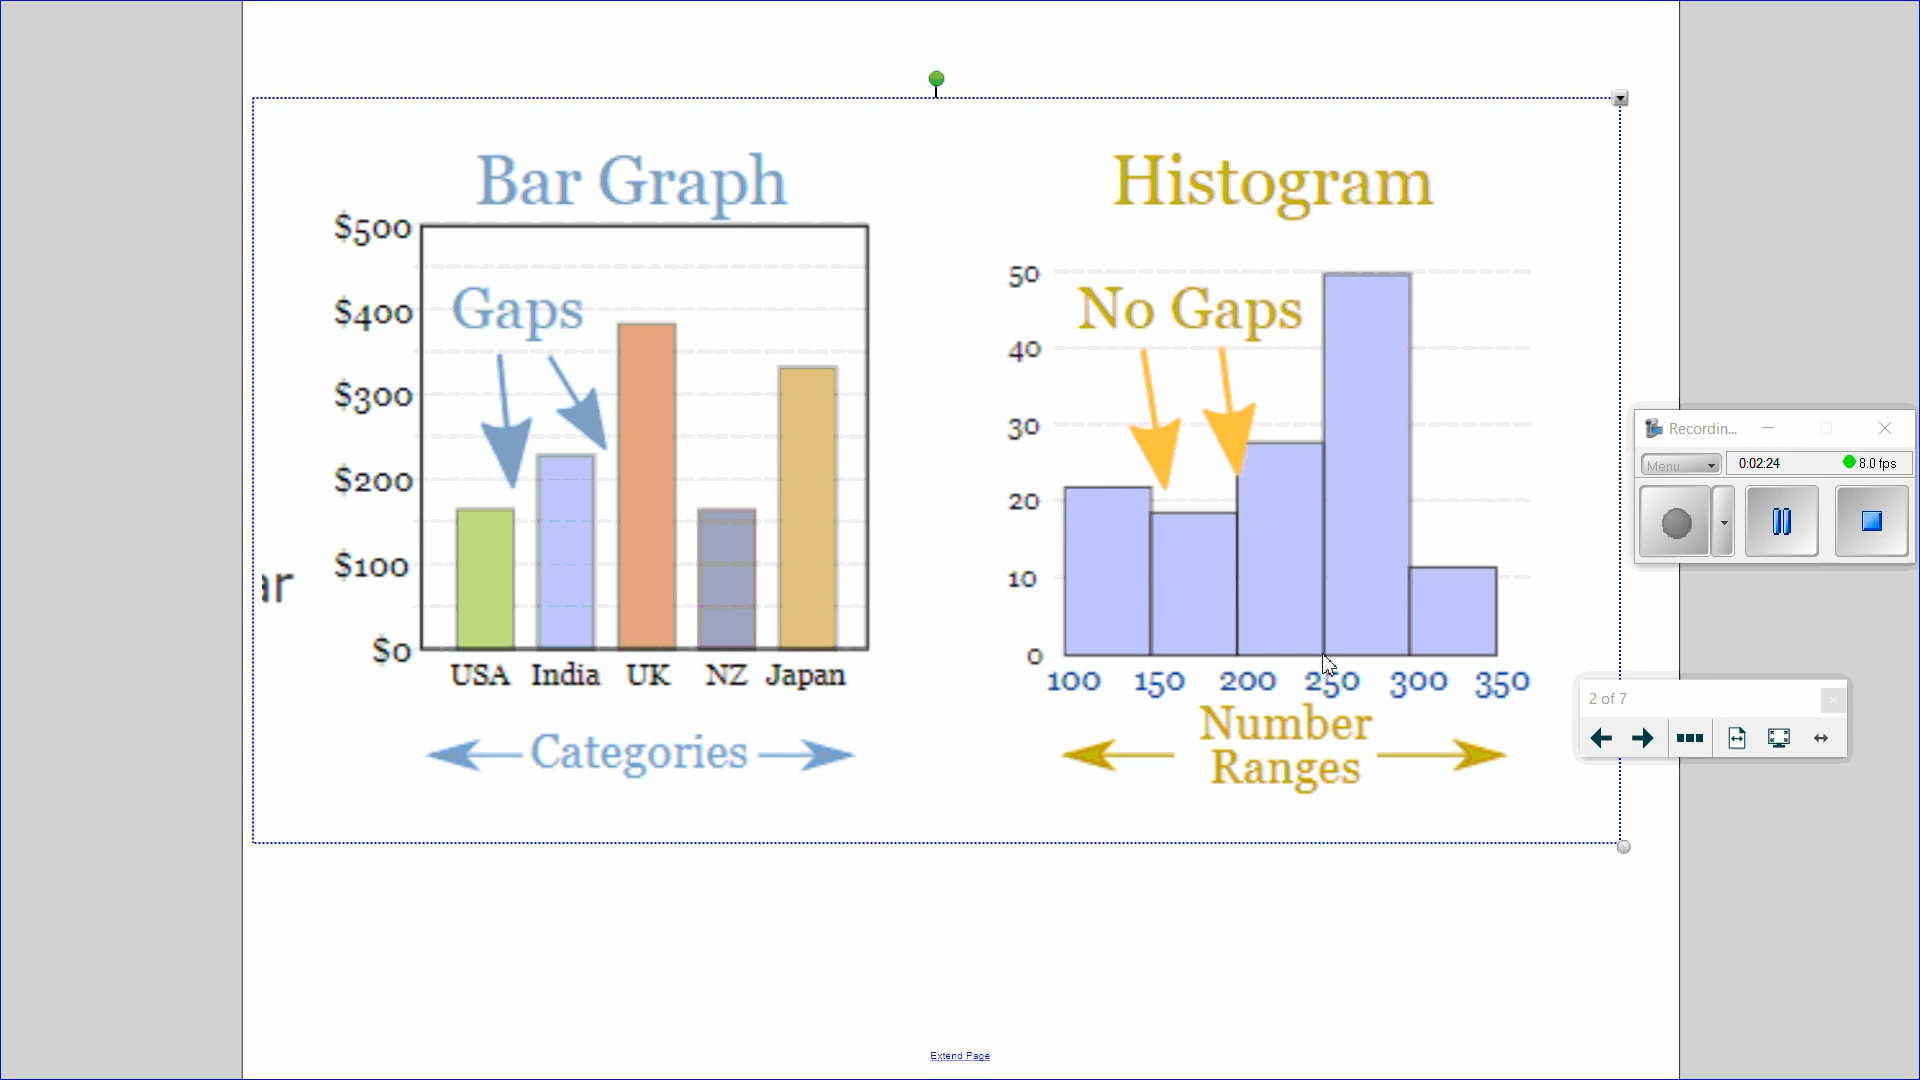 Bar Graph
$500
$400
$300
$200
$100
$0
Gaps
USA India UK NZ Japan
Categories
ar
Histogram
50
40
30
20
10
0
No Gaps
100 150 200 250 300 350
Number
Ranges
Recordin...
Menu
0:02:24
8.0 fps
2 of 7
Extend Page